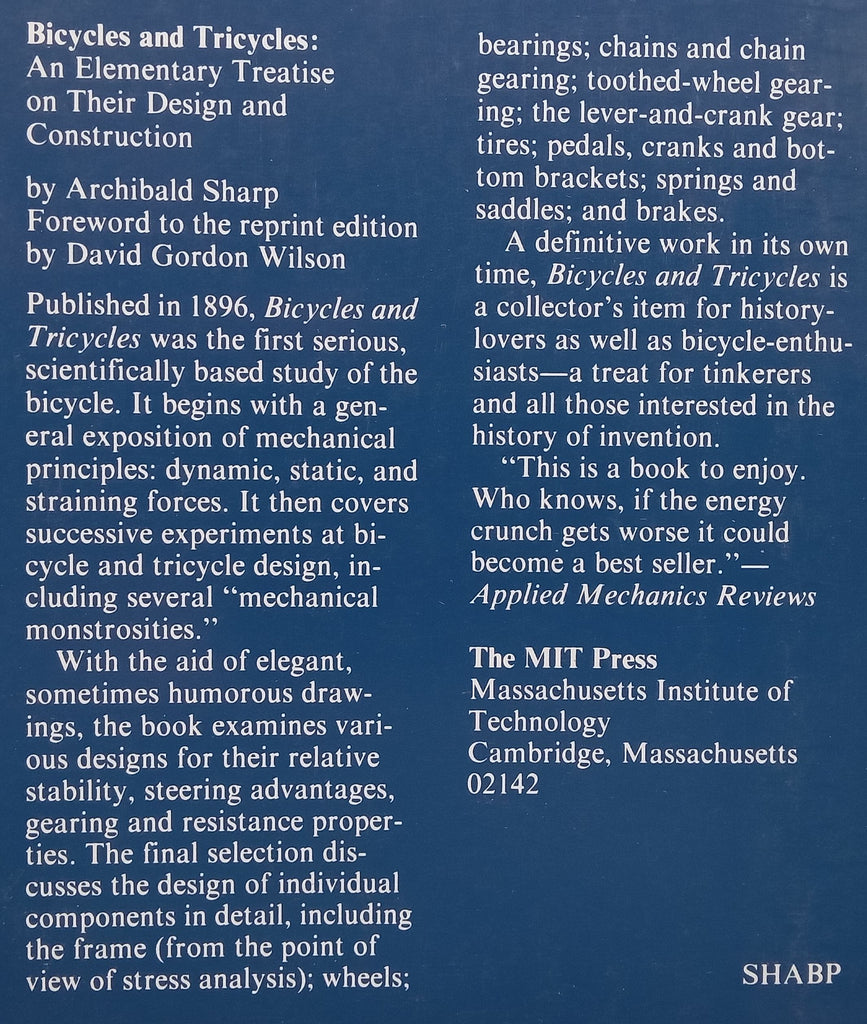 Bicycles and Tricycles:
An Elementary Treatise
on Their Design and
Construction
by Archibald Sharp
Foreword to the reprint edition
by David Gordon Wilson
Published in 1896, Bicycles and
Tricycles was the first serious,
scientifically based study of the
bicycle. It begins with a gen-
eral exposition of mechanical
principles: dynamic, static, and
straining forces. It then covers
successive experiments at bi-
cycle and tricycle design, in-
cluding several “mechanical
monstrosities.”
With the aid of elegant,
sometimes humorous draw-
ings, the book examines vari-
ous designs for their relative
stability, steering advantages,
gearing and resistance proper-
ties. The final selection dis-
cusses the design of individual
components in detail, including
the frame (from the point of
view of stress analysis); wheels;
bearings; chains and chain
gearing; toothed-wheel gear-
ing; the lever-and-crank gear;
tires; pedals, cranks and bot-
tom brackets; springs and
saddles; and brakes.
A definitive work in its own
time, Bicycles and Tricycles is
a collector’s item for history-
lovers as well as bicycle-enthu-
siasts—a treat for tinkerers
and all those interested in the
history of invention.
“This is a book to enjoy.
Who knows, if the energy
crunch gets worse it could
become a best seller.”—
Applied Mechanics Reviews
The MIT Press
Massachusetts Institute of
Technology
Cambridge, Massachusetts
02142
SHABP